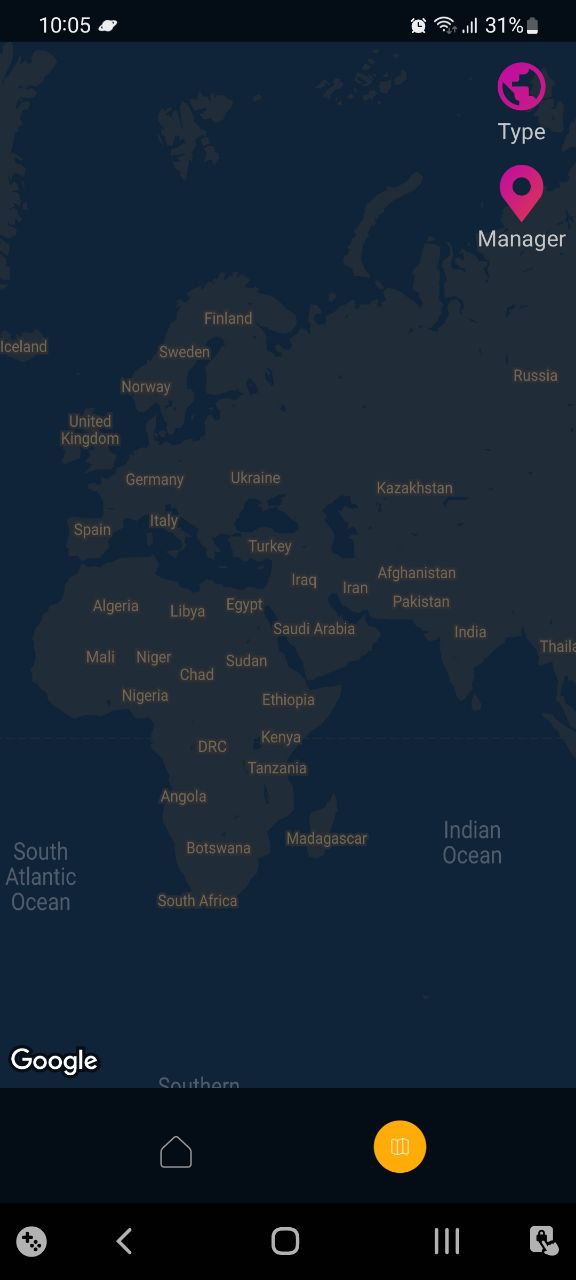 10:05
31%
Type
Manager
Finland
Iceland
Sweden
Russia
Norway
United
Kingdom
Germany
Ukraine
Kazakhstan
Italy
Spain
Turkey
Afghanistan
Iraq
Iran
Pakistan
Algeria
Libya
Egypt
Saudi Arabia
India
Thaila
Mali
Niger
Sudan
Chad
Nigeria
Ethiopia
Kenya
DRC
Tanzania
Angola
Madagascar
Botswana
Indian
Ocean
South
Atlantic
Ocean
South Africa
Google
Southern